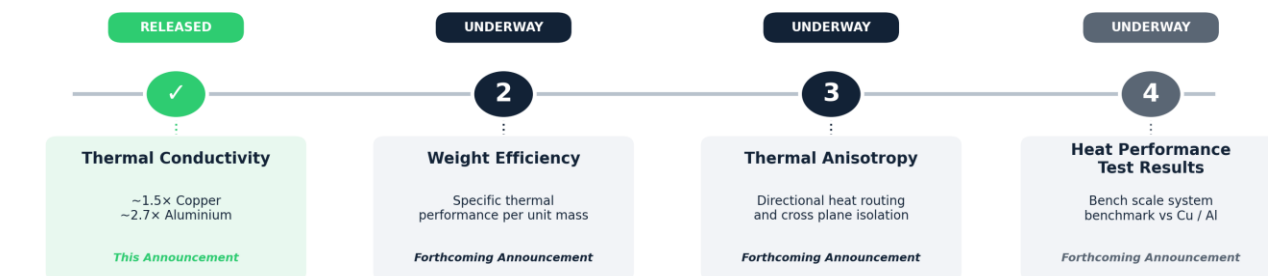 RELEASED
UNDERWAY
UNDERWAY
UNDERWAY
✓
2
3
4
Thermal Conductivity
~1.5× Copper
~2.7× Aluminium
This Announcement
Weight Efficiency
Specific thermal
performance per unit mass
Forthcoming Announcement
Thermal Anisotropy
Directional heat routing
and cross plane isolation
Forthcoming Announcement
Heat Performance
Test Results
Bench scale system
benchmark vs Cu / Al
Forthcoming Announcement